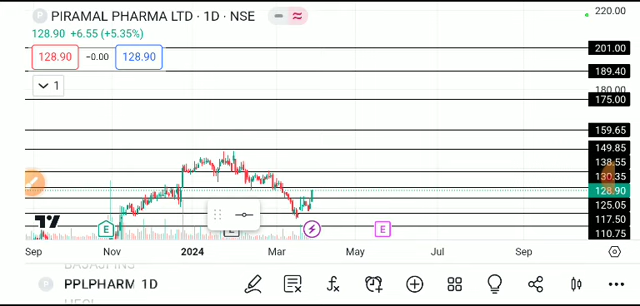 PIRAMAL PHARMA LTD · 1D · NSE
128.90 +6.55 (+5.35%)
128.90 −0.00 128.90
1
220.00
201.00
189.40
180.00
175.00
159.65
149.85
138.55
128.90
125.05
117.50
110.75
E E E
Sep Nov 2024 Mar May Jul Sep
PPLPHARM 1D